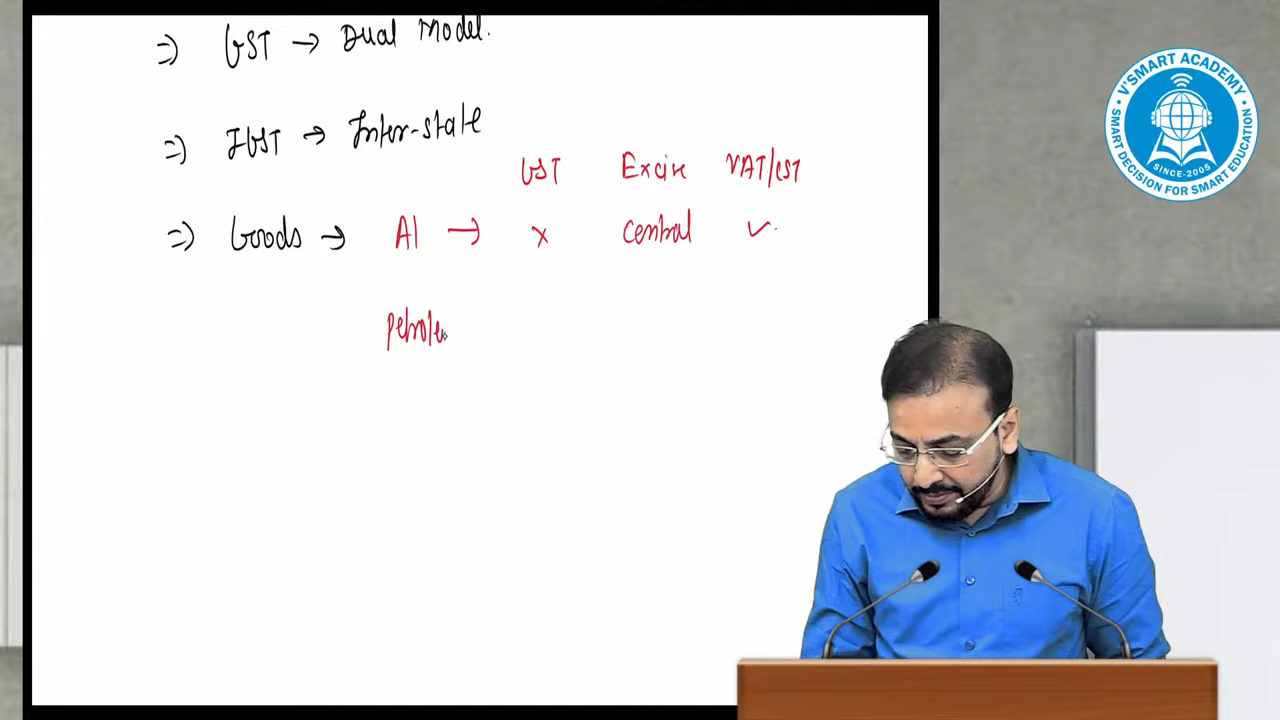 ⇒ GST → Dual Model.
⇒ IGST → Inter-state
GST Excise VAT/CST
⇒ Goods → Al → x Central ✓.
Petrole
V'SMART ACADEMY
SINCE-2005
SMART DECISION FOR SMART EDUCATION